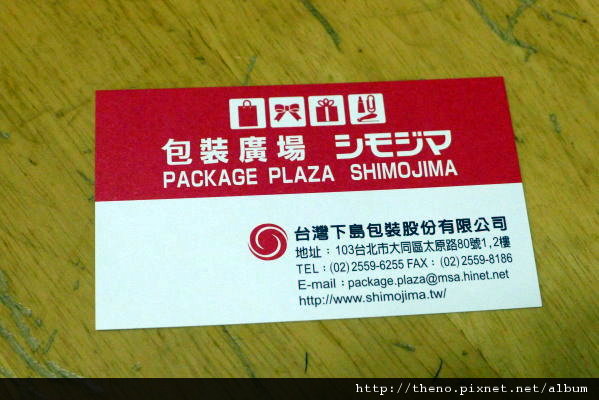 包裝廣場 シモジマ
PACKAGE PLAZA SHIMOJIMA
台灣下島包裝股份有限公司
地址：103台北市大同區太原路80號1,2樓
TEL：(02) 2559-6255 FAX：(02) 2559-8186
E-mail：package.plaza@msa.hinet.net
http://www.shimojima.tw/
http://theno.pixnet.net/album